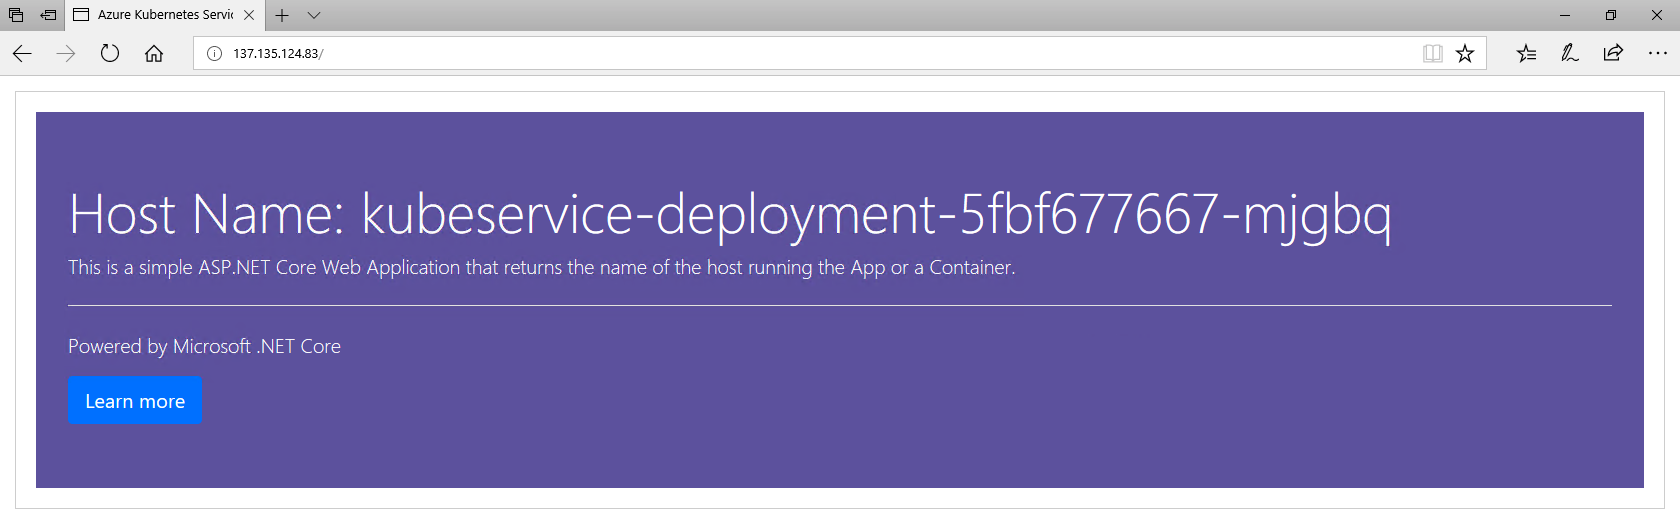 Azure Kubernetes Servic
137.135.124.83/
Host Name: kubeservice-deployment-5fbf677667-mjgbq
This is a simple ASP.NET Core Web Application that returns the name of the host running the App or a Container.
Powered by Microsoft .NET Core
Learn more